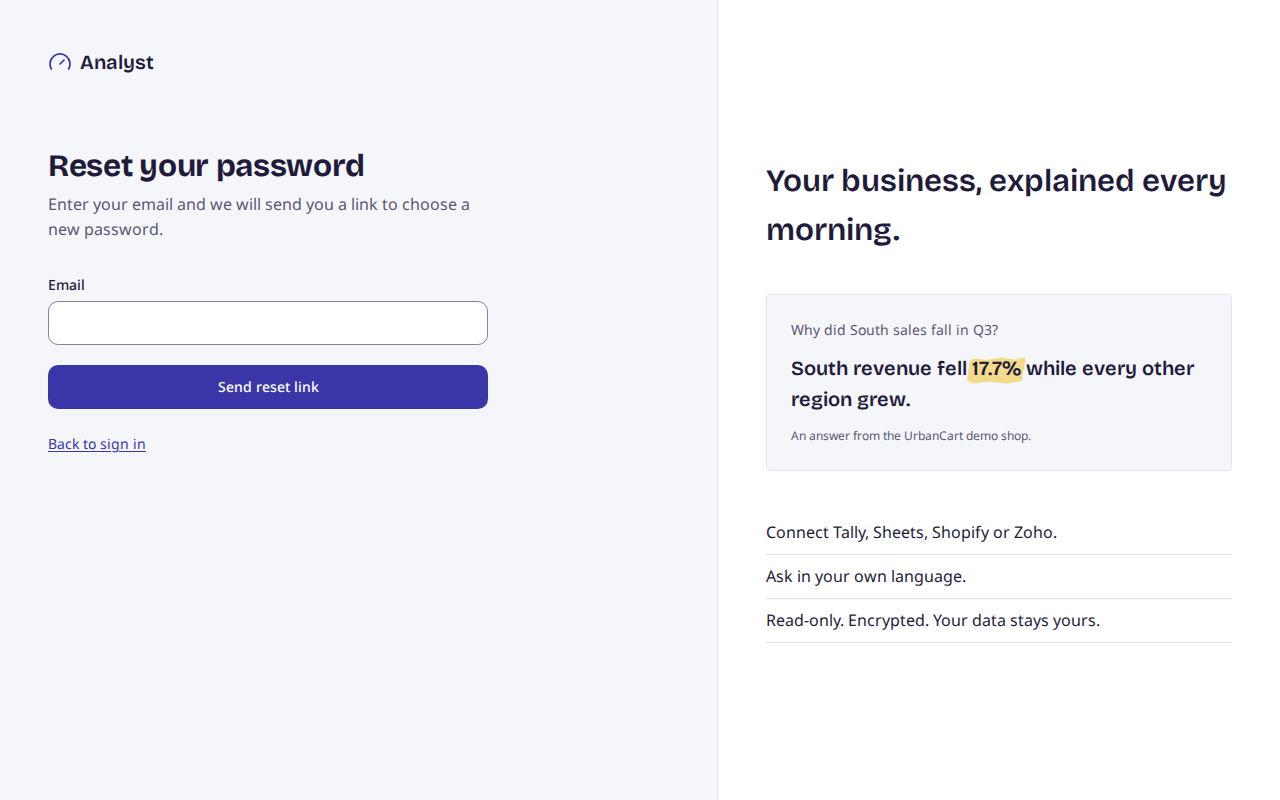 Analyst
Reset your password
Enter your email and we will send you a link to choose a
new password.
Email
Send reset link
Back to sign in
Your business, explained every
morning.
Why did South sales fall in Q3?
South revenue fell 17.7% while every other
region grew.
An answer from the UrbanCart demo shop.
Connect Tally, Sheets, Shopify or Zoho.
Ask in your own language.
Read-only. Encrypted. Your data stays yours.